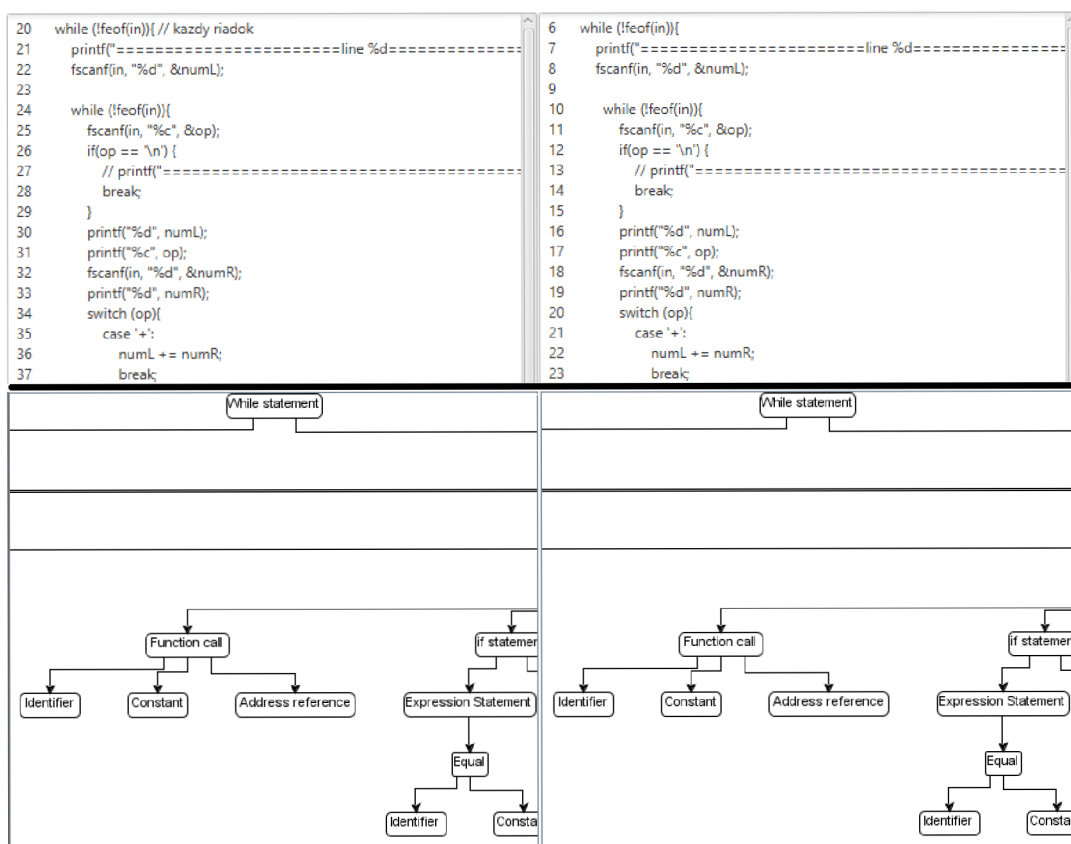 20 while (!feof(in)){ // kazdy riadok
21 printf("=======================line %d==============
22 fscanf(in, "%d", &numL);
23
24 while (!feof(in)){
25 fscanf(in, "%c", &op);
26 if(op == '\n') {
27 // printf("=====================================
28 break;
29 }
30 printf("%d", numL);
31 printf("%c", op);
32 fscanf(in, "%d", &numR);
33 printf("%d", numR);
34 switch (op){
35 case '+':
36 numL += numR;
37 break;
6 while (!feof(in)){
7 printf("=======================line %d================
8 fscanf(in, "%d", &numL);
9
10 while (!feof(in)){
11 fscanf(in, "%c", &op);
12 if(op == '\n') {
13 // printf("======================================
14 break;
15 }
16 printf("%d", numL);
17 printf("%c", op);
18 fscanf(in, "%d", &numR);
19 printf("%d", numR);
20 switch (op){
21 case '+':
22 numL += numR;
23 break;
While statement
Function call
if statemer
Identifier
Constant
Address reference
Expression Statement
Equal
Identifier
Consta
While statement
Function call
if statemer
Identifier
Constant
Address reference
Expression Statement
Equal
Identifier
Consta